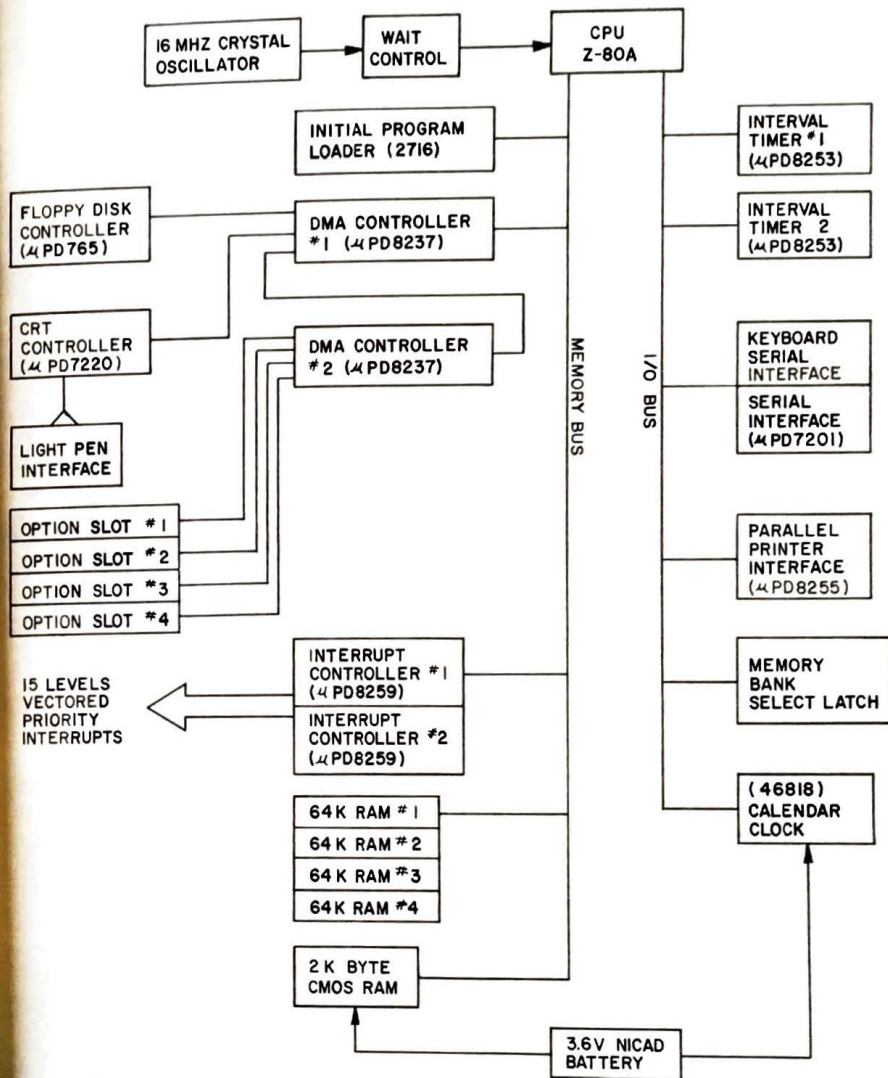 16 MHZ CRYSTAL
OSCILLATOR
WAIT
CONTROL
CPU
Z-80A
INITIAL PROGRAM
LOADER (2716)
INTERVAL
TIMER #1
(μPD8253)
FLOPPY DISK
CONTROLLER
(μPD765)
DMA CONTROLLER
#1 (μPD8237)
INTERVAL
TIMER 2
(μPD8253)
CRT
CONTROLLER
(μPD7220)
DMA CONTROLLER
#2 (μPD8237)
MEMORY BUS
I/O BUS
KEYBOARD
SERIAL
INTERFACE
SERIAL
INTERFACE
(μPD7201)
LIGHT PEN
INTERFACE
OPTION SLOT #1
OPTION SLOT #2
OPTION SLOT #3
OPTION SLOT #4
PARALLEL
PRINTER
INTERFACE
(μPD8255)
15 LEVELS
VECTORED
PRIORITY
INTERRUPTS
INTERRUPT
CONTROLLER #1
(μPD8259)
INTERRUPT
CONTROLLER #2
(μPD8259)
MEMORY
BANK
SELECT LATCH
64K RAM #1
64K RAM #2
64K RAM #3
64K RAM #4
(46818)
CALENDAR
CLOCK
2K BYTE
CMOS RAM
3.6V NICAD
BATTERY